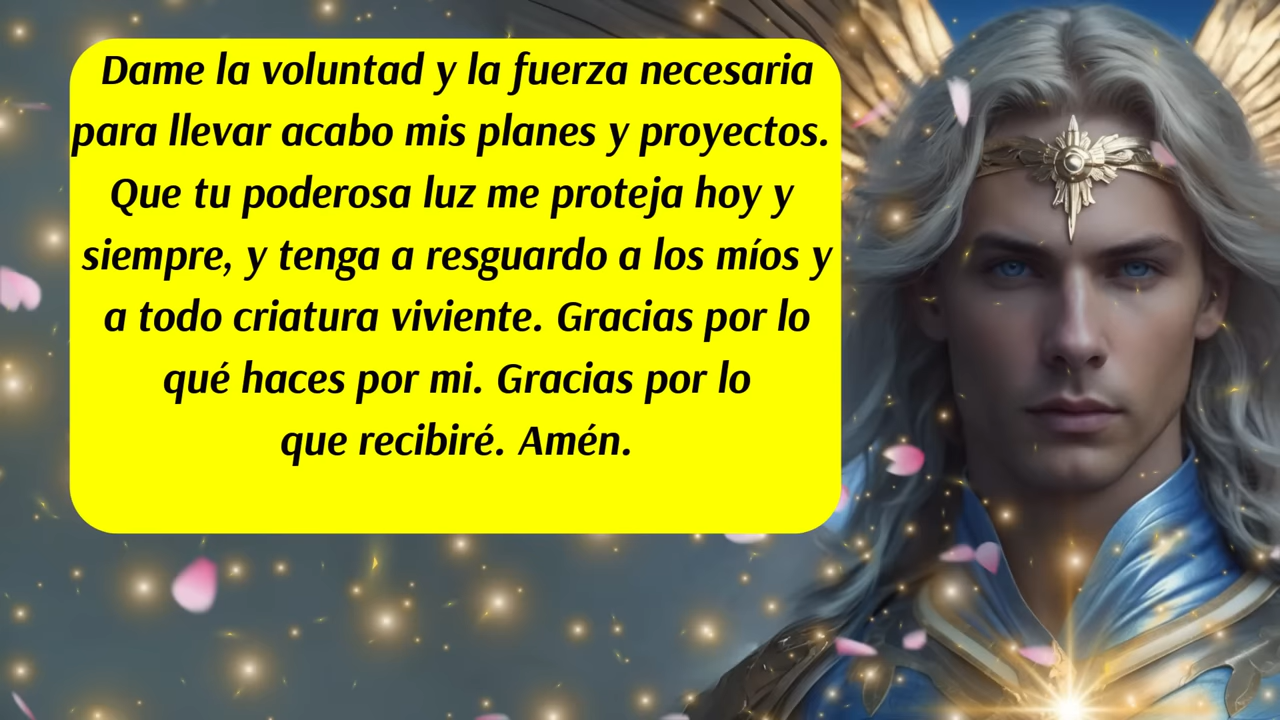 Dame la voluntad y la fuerza necesaria
para llevar acabo mis planes y proyectos.
Que tu poderosa luz me proteja hoy y
siempre, y tenga a resguardo a los míos y
a todo criatura viviente. Gracias por lo
qué haces por mi. Gracias por lo
que recibiré. Amén.